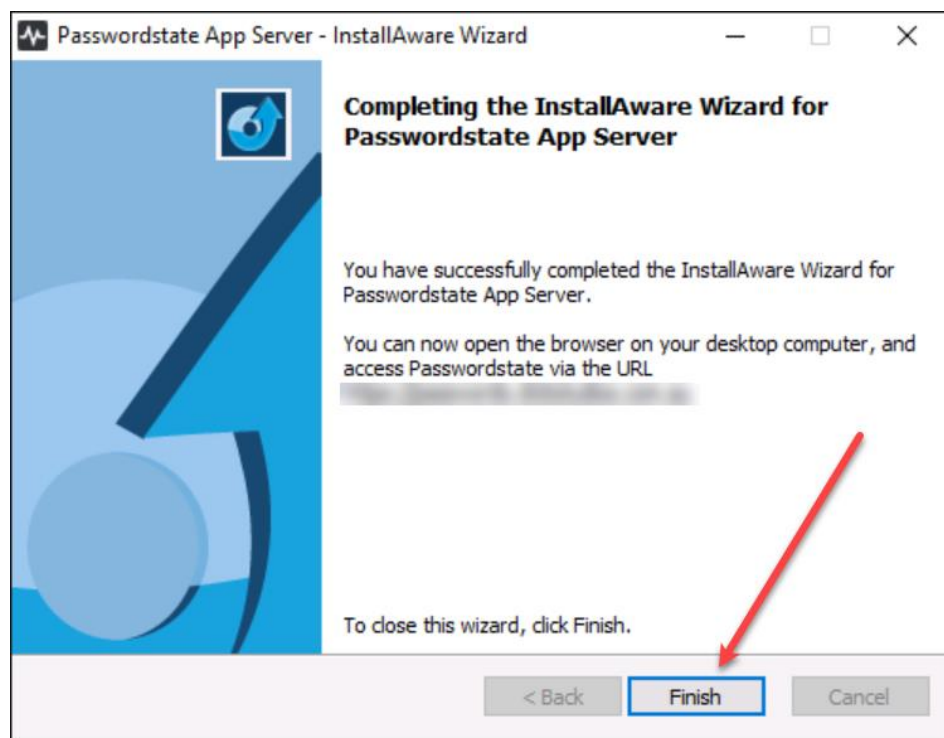 Passwordstate App Server - InstallAware Wizard
Completing the InstallAware Wizard for
Passwordstate App Server
You have successfully completed the InstallAware Wizard for
Passwordstate App Server.
You can now open the browser on your desktop computer, and
access Passwordstate via the URL
To close this wizard, click Finish.
< Back
Finish
Cancel